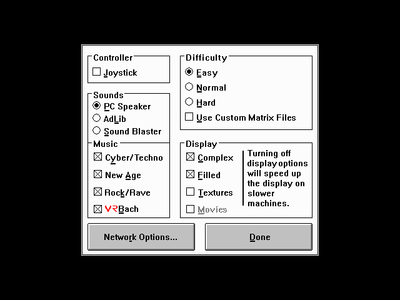 Controller
Joystick
Sounds
PC Speaker
AdLib
Sound Blaster
Music
Cyber/Techno
New Age
Rock/Rave
VRBach
Difficulty
Easy
Normal
Hard
Use Custom Matrix Files
Display
Complex
Filled
Textures
Movies
Turning off
display options
will speed up
the display on
slower
machines.
Network Options...
Done